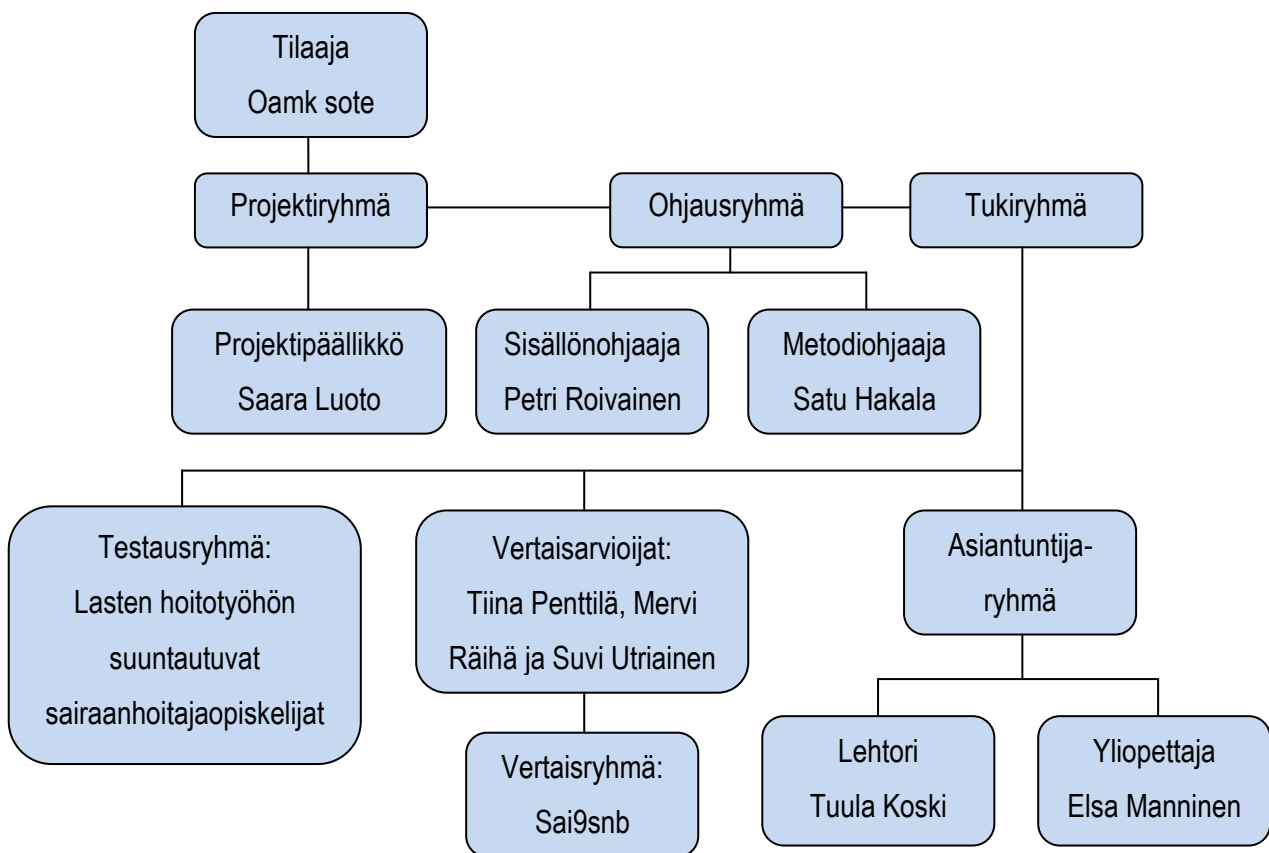 Tilaaja
Oamk sote
Projektiryhmä
Ohjausryhmä
Tukiryhmä
Projektipäällikkö
Saara Luoto
Sisällönohjaaja
Petri Roivainen
Metodiohjaaja
Satu Hakala
Testausryhmä:
Lasten hoitotyöhön
suuntautuvat
sairaanhoitajaopiskelijat
Vertaisarvioijat:
Tiina Penttilä, Mervi
Räihä ja Suvi Utriainen
Asiantuntija-
ryhmä
Vertaisryhmä:
Sai9snb
Lehtori
Tuula Koski
Yliopettaja
Elsa Manninen